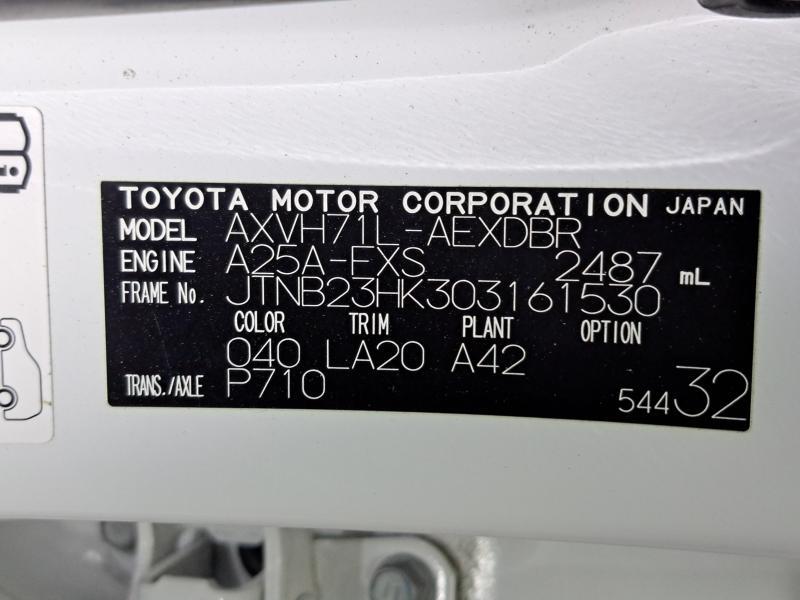 TOYOTA MOTOR CORPORATION JAPAN
MODEL AXVH71L-AEXDBR
ENGINE A25A-FXS 2487 mL
FRAME No. JTNB23HK303161530
COLOR TRIM PLANT OPTION
040 LA20 A42
TRANS./AXLE P710
544 32